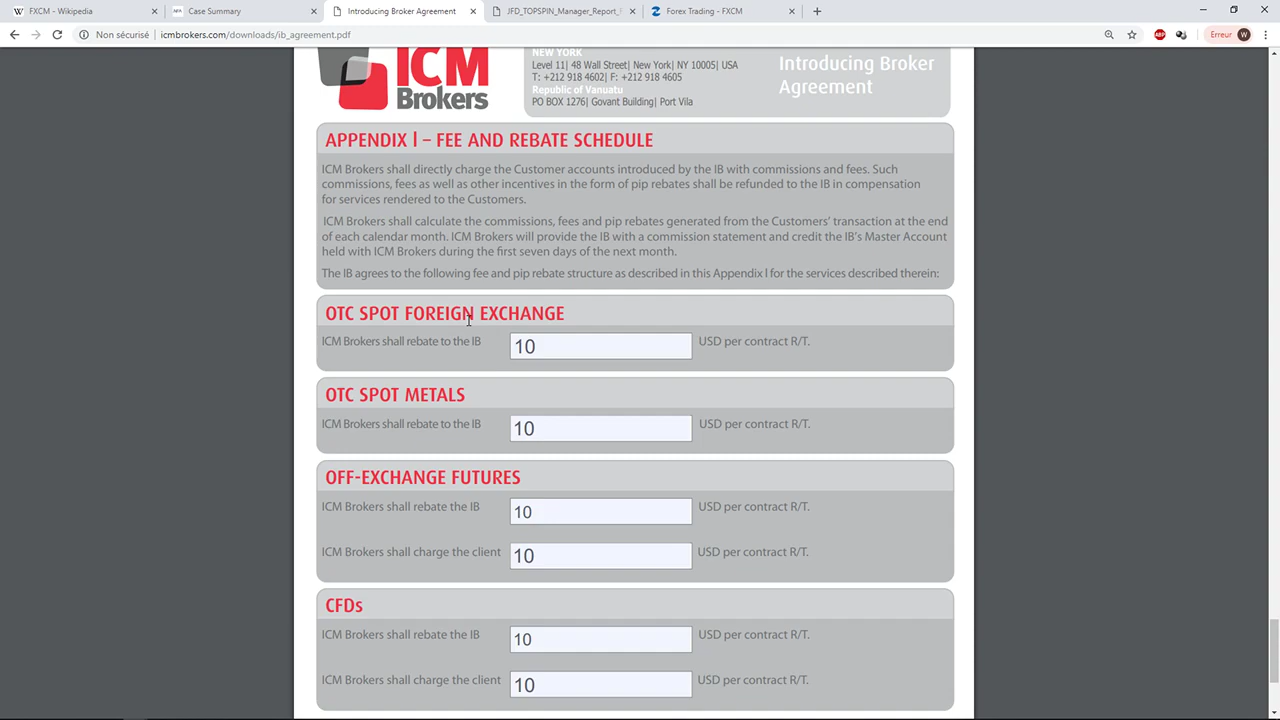 FXCM - Wikipedia
Case Summary
Introducing Broker Agreement
JFD_TOPSPIN_Manager_Report_
Forex Trading - FXCM
Non sécurisé | icmbrokers.com/downloads/ib_agreement.pdf
ABP
Erreur
W
ICM
Brokers
NEW YORK
Level 11| 48 Wall Street| New York| NY 10005| USA
T: +212 918 4602| F: +212 918 4605
Republic of Vanuatu
PO BOX 1276| Govant Building| Port Vila
Introducing Broker
Agreement
APPENDIX l – FEE AND REBATE SCHEDULE
ICM Brokers shall directly charge the Customer accounts introduced by the IB with commissions and fees. Such
commissions, fees as well as other incentives in the form of pip rebates shall be refunded to the IB in compensation
for services rendered to the Customers.
ICM Brokers shall calculate the commissions, fees and pip rebates generated from the Customers' transaction at the end
of each calendar month. ICM Brokers will provide the IB with a commission statement and credit the IB's Master Account
held with ICM Brokers during the first seven days of the next month.
The IB agrees to the following fee and pip rebate structure as described in this Appendix l for the services described therein:
OTC SPOT FOREIGN EXCHANGE
ICM Brokers shall rebate to the IB 10 USD per contract R/T.
OTC SPOT METALS
ICM Brokers shall rebate to the IB 10 USD per contract R/T.
OFF-EXCHANGE FUTURES
ICM Brokers shall rebate the IB 10 USD per contract R/T.
ICM Brokers shall charge the client 10 USD per contract R/T.
CFDs
ICM Brokers shall rebate the IB 10 USD per contract R/T.
ICM Brokers shall charge the client 10 USD per contract R/T.